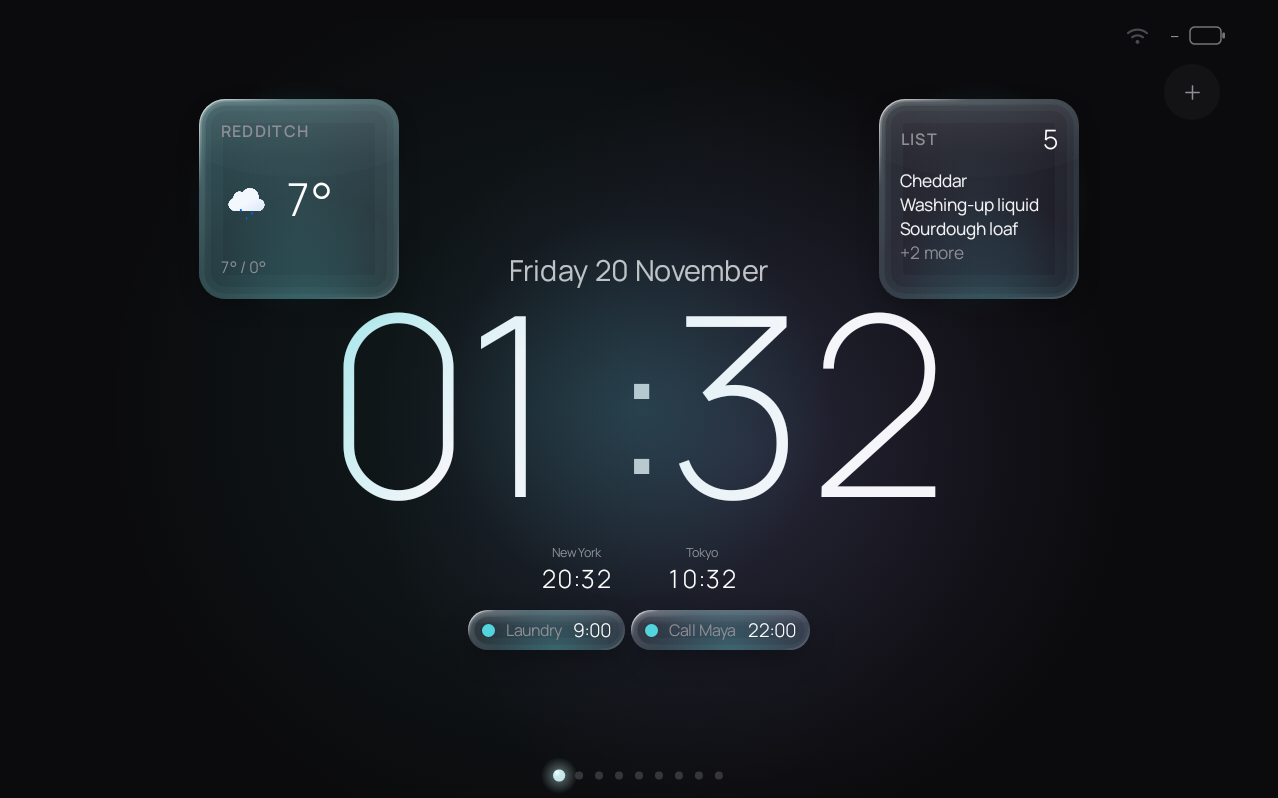 –
REDDITCH
7°
7° / 0°
LIST 5
Cheddar
Washing-up liquid
Sourdough loaf
+2 more
Friday 20 November
01:32
New York
20:32
Tokyo
10:32
Laundry 9:00
Call Maya 22:00